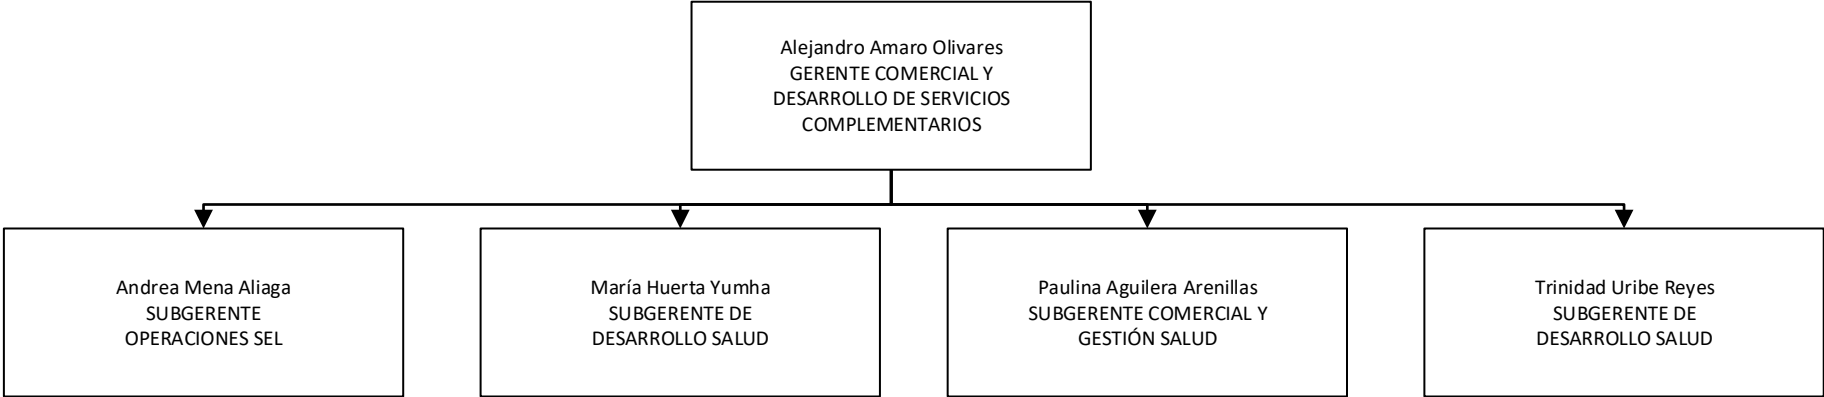 Alejandro Amaro Olivares
GERENTE COMERCIAL Y
DESARROLLO DE SERVICIOS
COMPLEMENTARIOS
Andrea Mena Aliaga
SUBGERENTE
OPERACIONES SEL
María Huerta Yumha
SUBGERENTE DE
DESARROLLO SALUD
Paulina Aguilera Arenillas
SUBGERENTE COMERCIAL Y
GESTIÓN SALUD
Trinidad Uribe Reyes
SUBGERENTE DE
DESARROLLO SALUD